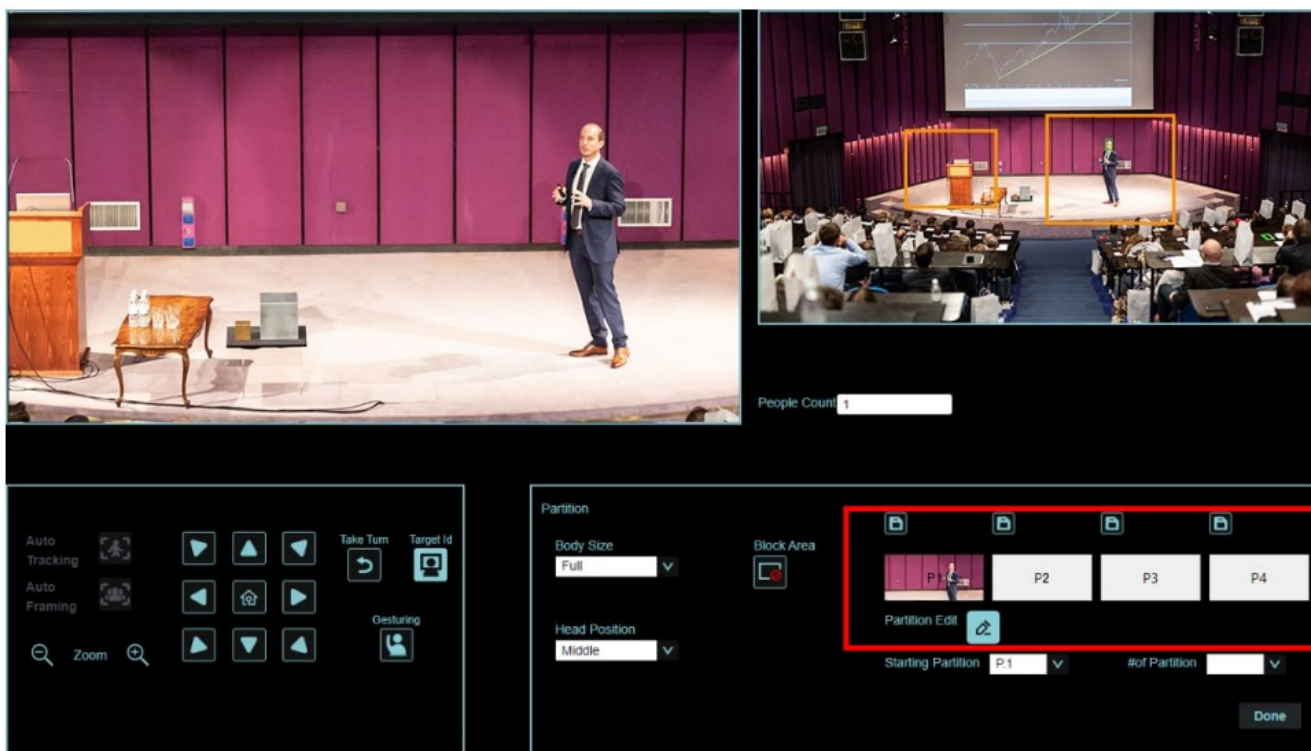 People Count 1
Partition
Auto
Tracking
Auto
Framing
Zoom
Take Turn
Target Id
Gesturing
Body Size
Full
Block Area
Head Position
Middle
P1
P2
P3
P4
Partition Edit
Starting Partition P.1
#of Partition
Done